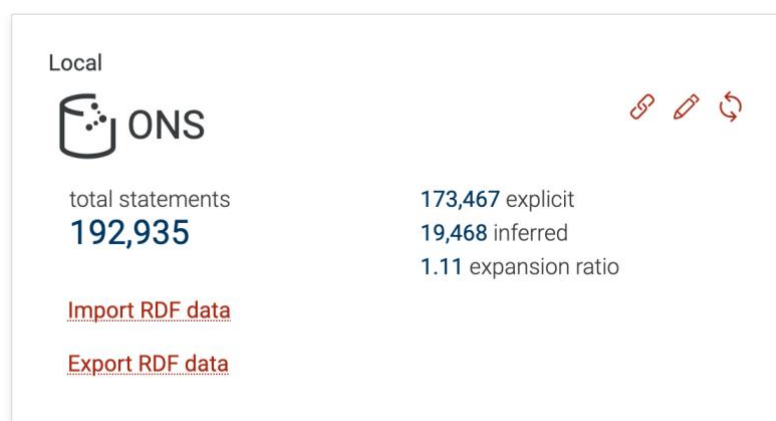 Local
ONS
total statements
192,935
173,467 explicit
19,468 inferred
1.11 expansion ratio
Import RDF data
Export RDF data